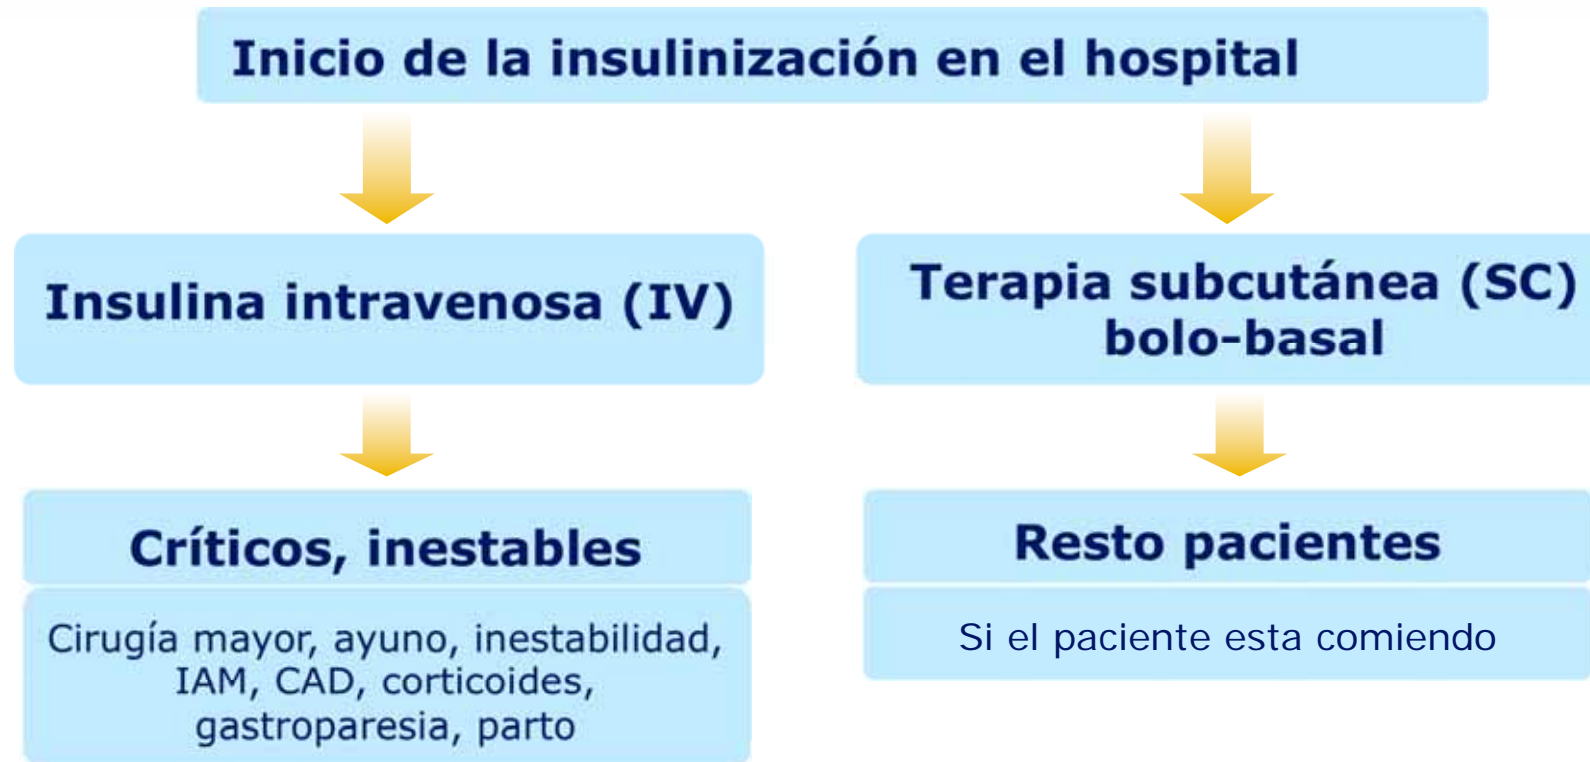 Inicio de la insulinización en el hospital
Insulina intravenosa (IV)
Terapia subcutánea (SC)
bolo-basal
Críticos, inestables
Cirugía mayor, ayuno, inestabilidad,
IAM, CAD, corticoides,
gastroparesia, parto
Resto pacientes
Si el paciente esta comiendo